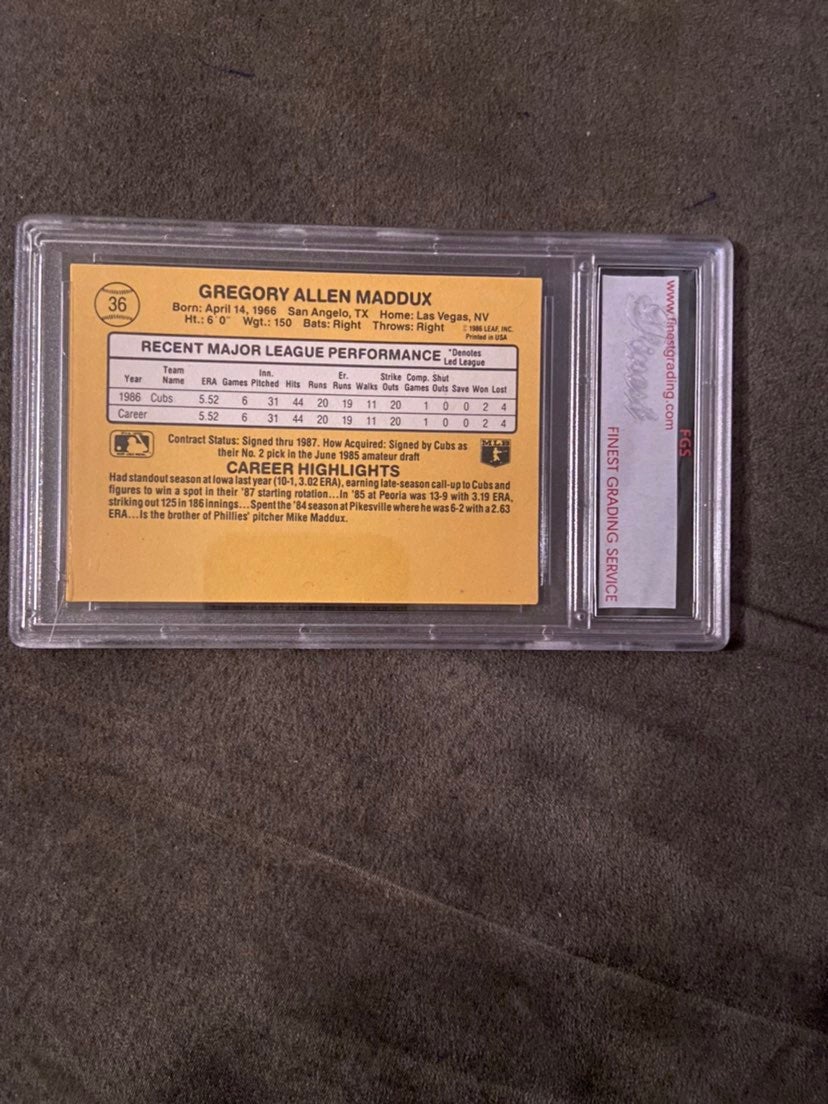 36
GREGORY ALLEN MADDUX
Born: April 14, 1966 San Angelo, TX Home: Las Vegas, NV
Ht.: 6'0" Wgt.: 150 Bats: Right Throws: Right
© 1986 LEAF, INC.
Printed in USA
RECENT MAJOR LEAGUE PERFORMANCE *Denotes Led League
Year Team Name ERA Games Inn. Pitched Hits Runs Er. Runs Walks Strike Outs Comp. Games Shut Outs Save Won Lost
1986 Cubs 5.52 6 31 44 20 19 11 20 1 0 0 2 4
Career 5.52 6 31 44 20 19 11 20 1 0 0 2 4
Contract Status: Signed thru 1987. How Acquired: Signed by Cubs as
their No. 2 pick in the June 1985 amateur draft
MLB
CAREER HIGHLIGHTS
Had standout season at Iowa last year (10-1, 3.02 ERA), earning late-season call-up to Cubs and
figures to win a spot in their '87 starting rotation...In '85 at Peoria was 13-9 with 3.19 ERA,
striking out 125 in 186 innings...Spent the '84 season at Pikesville where he was 6-2 with a 2.63
ERA...Is the brother of Phillies' pitcher Mike Maddux.
FGS
www.finestgrading.com
Finest
FINEST GRADING SERVICE